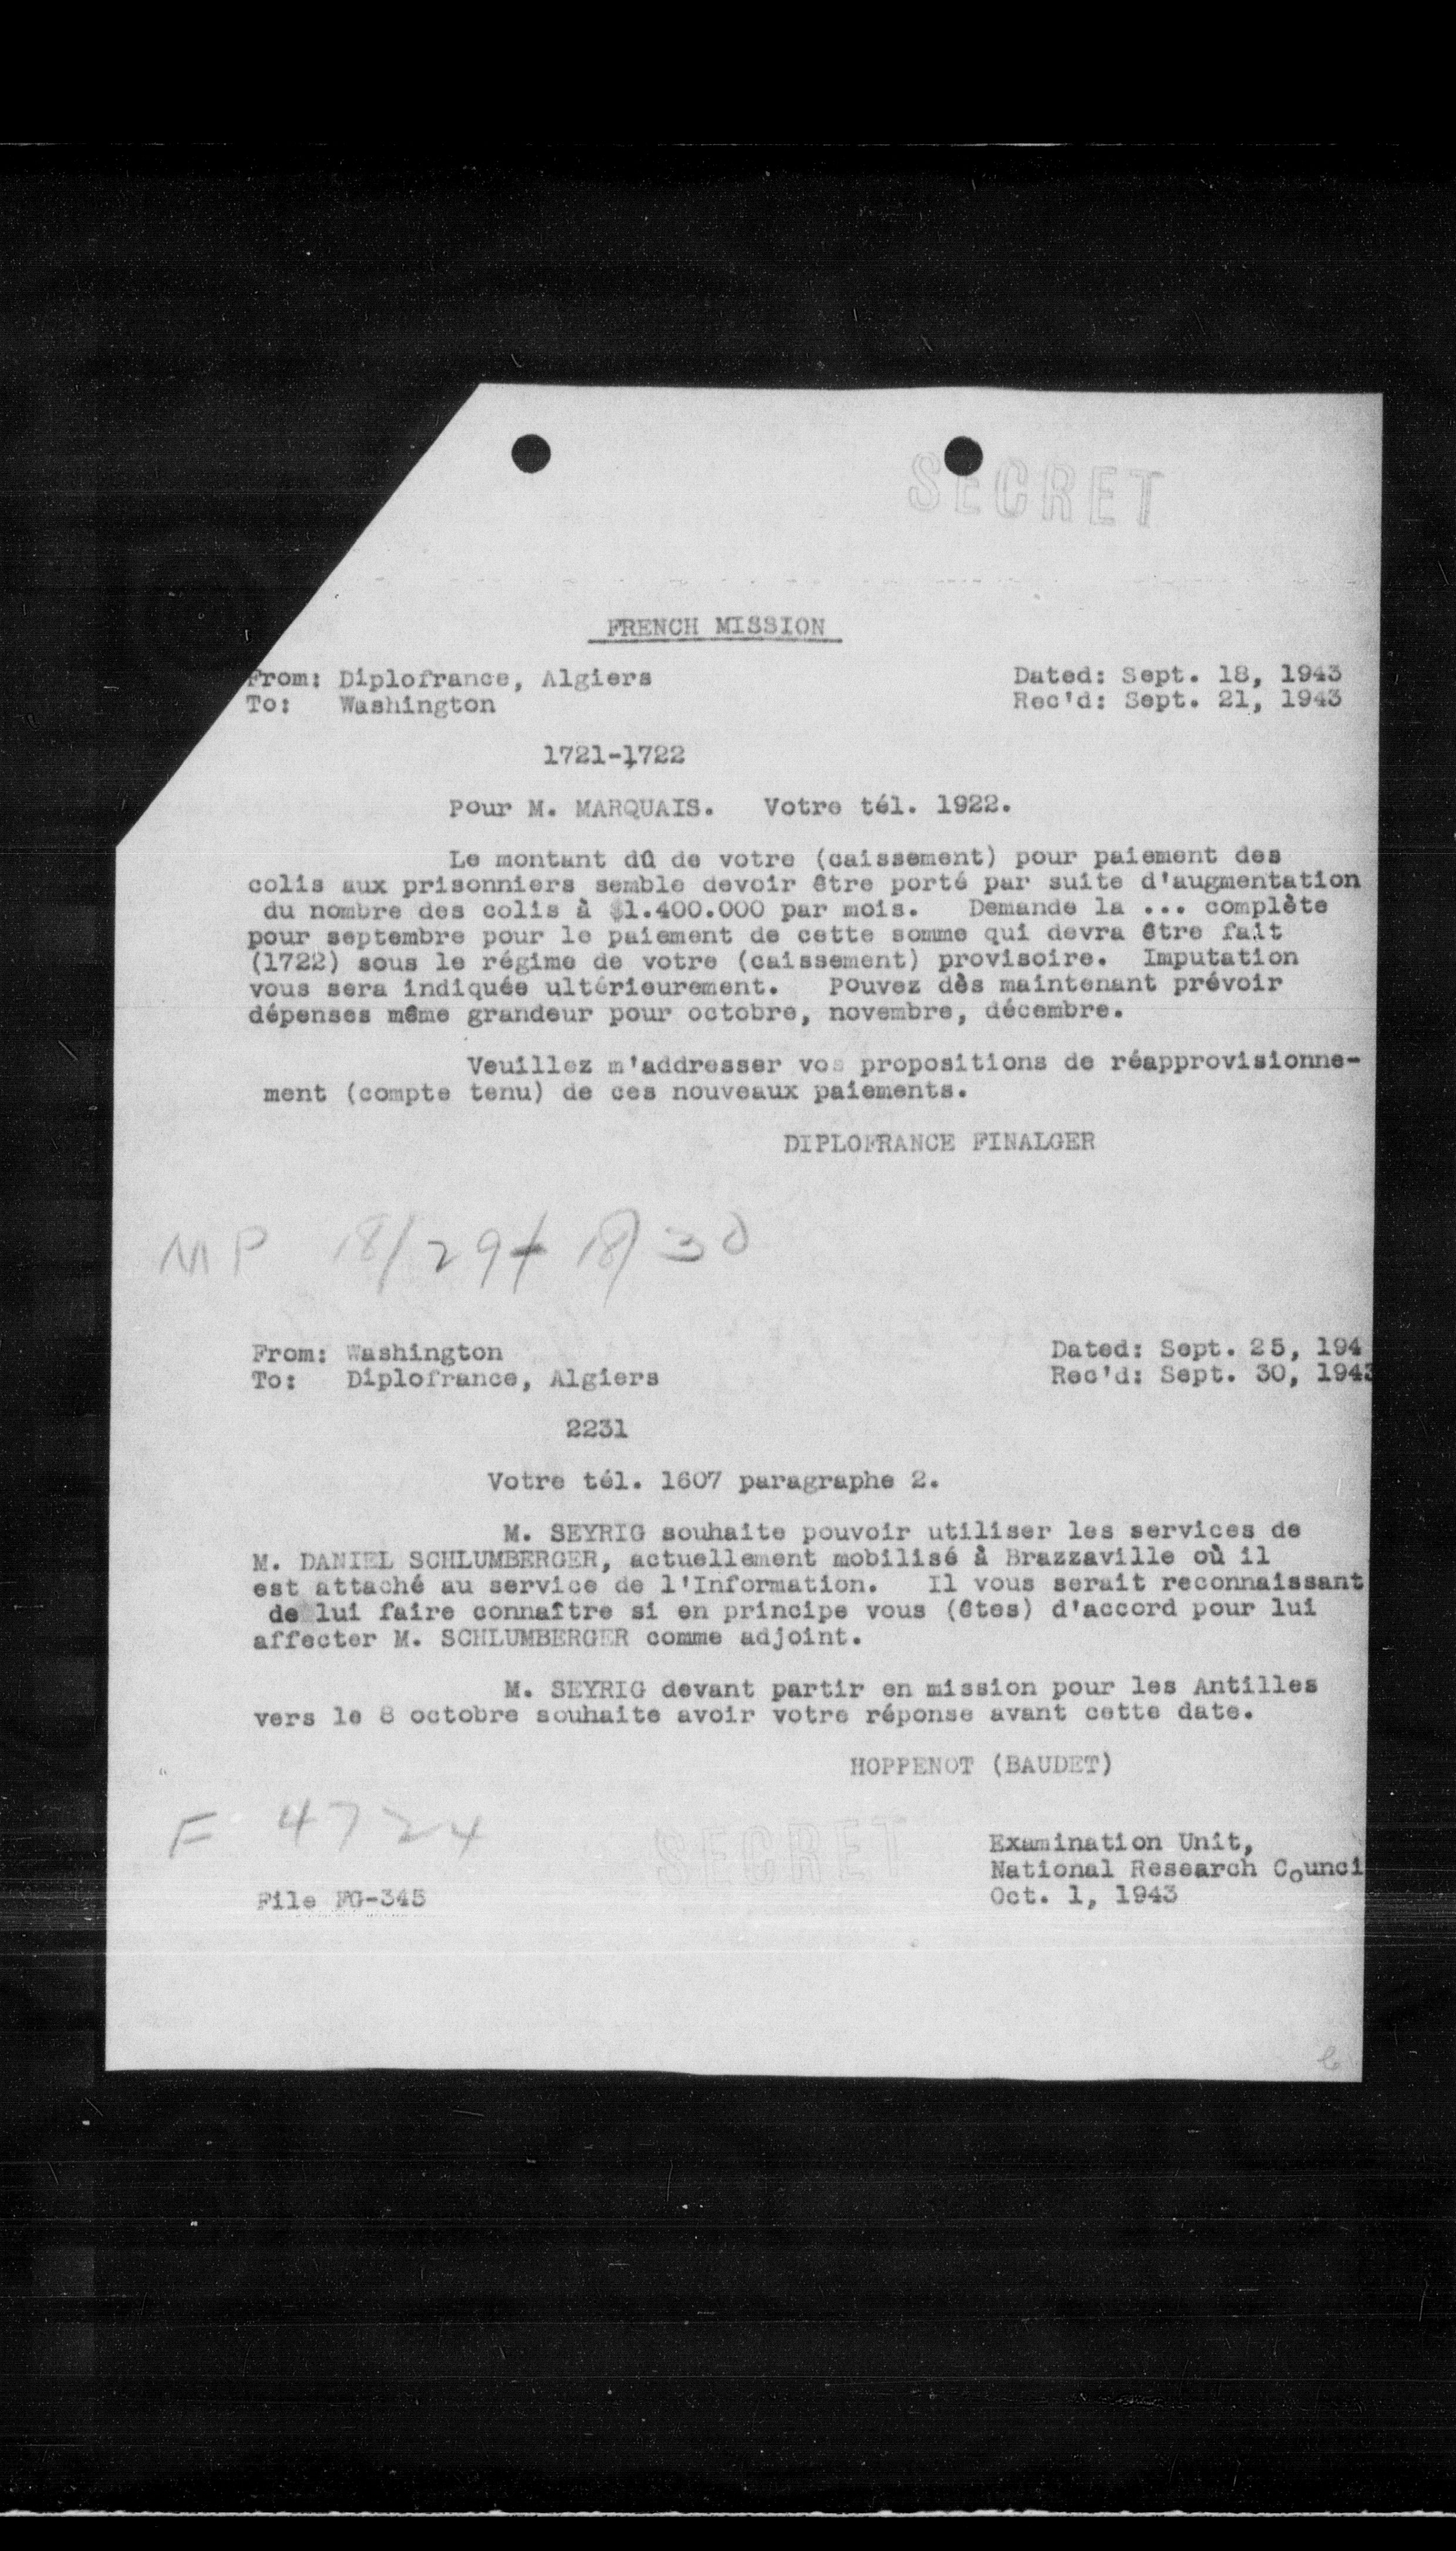 SECRET
FRENCH MISSION
From: Diplofrance, Algiers
To: Washington
Dated: Sept. 18, 1943
Rec'd: Sept. 21, 1943
1721-1722
Pour M. MARQUAIS. Votre tél. 1922.
Le montant dû de votre (caissement) pour paiement des
colis aux prisonniers semble devoir être porté par suite d'augmentation
du nombre des colis à $1.400.000 par mois. Demande la ... complète
pour septembre pour le paiement de cette somme qui devra être fait
(1722) sous le régime de votre (caissement) provisoire. Imputation
vous sera indiquée ultérieurement. Pouvez dès maintenant prévoir
dépenses même grandeur pour octobre, novembre, décembre.
Veuillez m'addresser vos propositions de réapprovisionne-
ment (compte tenu) de ces nouveaux paiements.
DIPLOFRANCE FINALGER
MP 18/29+ 18/30
From: Washington
To: Diplofrance, Algiers
Dated: Sept. 25, 194
Rec'd: Sept. 30, 1943
2231
Votre tél. 1607 paragraphe 2.
M. SEYRIG souhaite pouvoir utiliser les services de
M. DANIEL SCHLUMBERGER, actuellement mobilisé à Brazzaville où il
est attaché au service de l'Information. Il vous serait reconnaissant
de lui faire connaître si en principe vous (êtes) d'accord pour lui
affecter M. SCHLUMBERGER comme adjoint.
M. SEYRIG devant partir en mission pour les Antilles
vers le 8 octobre souhaite avoir votre réponse avant cette date.
HOPPENOT (BAUDET)
F 4724
SECRET
Examination Unit,
National Research Counci
Oct. 1, 1943
File FG-345